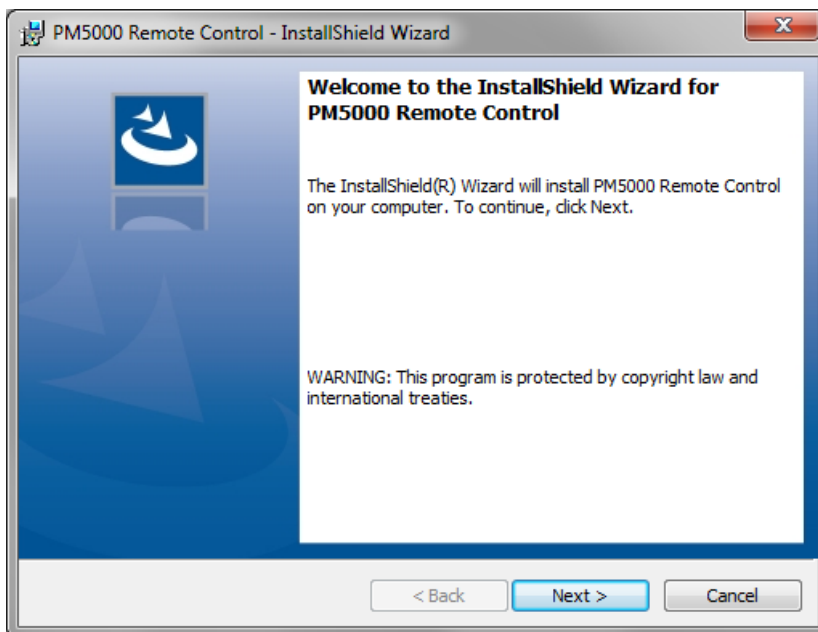 PM5000 Remote Control - InstallShield Wizard
Welcome to the InstallShield Wizard for
PM5000 Remote Control
The InstallShield(R) Wizard will install PM5000 Remote Control
on your computer. To continue, click Next.
WARNING: This program is protected by copyright law and
international treaties.
< Back Next > Cancel